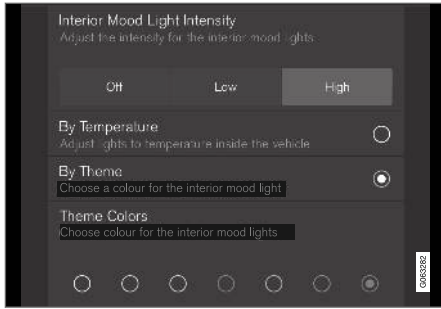 Interior Mood Light Intensity
Adjust the intensity for the interior mood lights
Off Low High
By Temperature
Adjust lights to temperature inside the vehicle
By Theme
Choose a colour for the interior mood light
Theme Colors
Choose colour for the interior mood lights
G063282